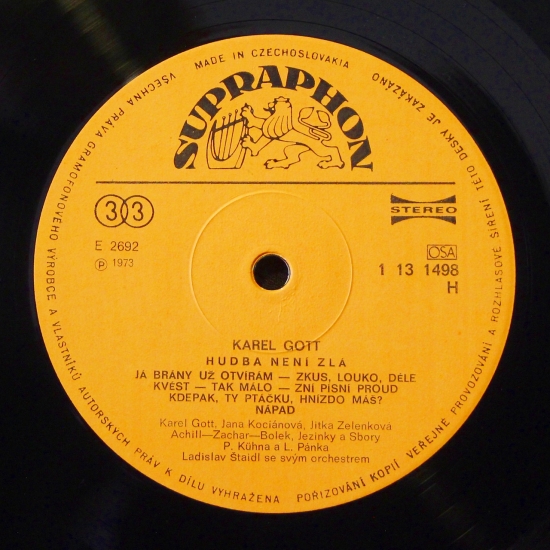 MADE IN CZECHOSLOVAKIA
VŠECHNA PRÁVA GRAMOFONOVÉHO VÝROBCE A VLASTNÍKŮ AUTORSKÝCH PRÁV K DÍLU VYHRAŽENA POŘIZOVÁNÍ KOPIÍ VEŘEJNÉ PROVOZOVÁNÍ A ROZHLASOVÉ ŠÍŘENÍ TÉTO DESKY JE ZAKÁZÁNO
SUPRAPHON
33
STEREO
E 2692
OSA
℗ 1973
1 13 1498
H
KAREL GOTT
HUDBA NENÍ ZLÁ
JÁ BRÁNY UŽ OTVÍRÁM — ZKUS, LOUKO, DÉLE
KVÉST — TAK MÁLO — ZNÍ PÍSNÍ PROUD
KDEPAK, TY PTÁČKU, HNÍZDO MÁŠ?
NÁPAD
Karel Gott, Jana Kociánová, Jitka Zelenková
Achill—Zachar—Bolek, Jezinky a Sbory
P. Kühna a L. Pánka
Ladislav Štaidl se svým orchestrem